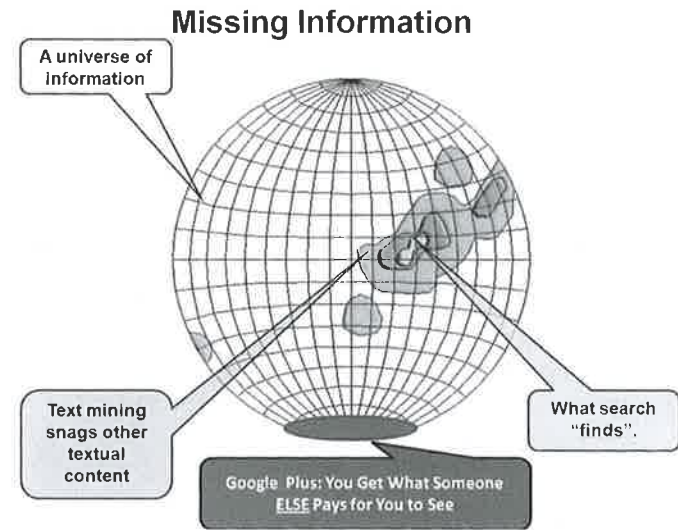 Missing Information
A universe of
information
Text mining
snags other
textual
content
What search
"finds".
Google Plus: You Get What Someone
ELSE Pays for You to See